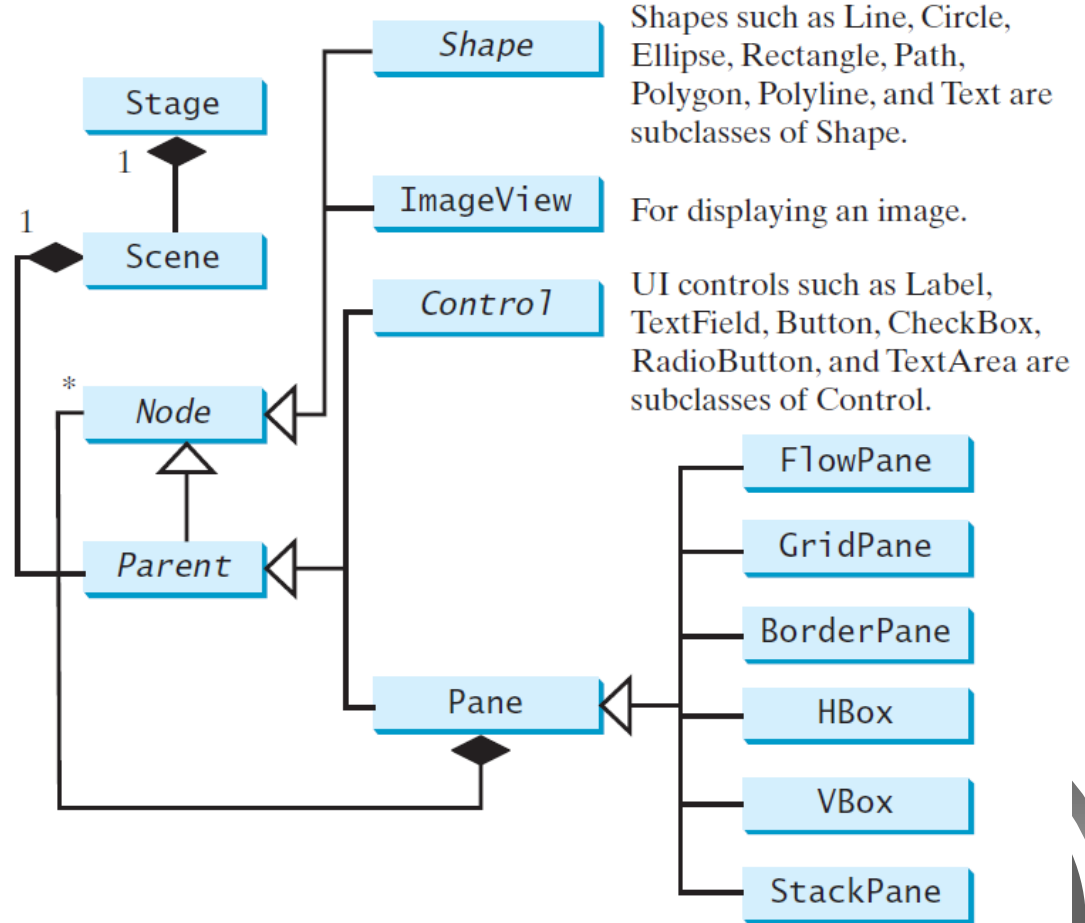 Shape
Shapes such as Line, Circle,
Ellipse, Rectangle, Path,
Polygon, Polyline, and Text are
subclasses of Shape.
Stage
1
ImageView
For displaying an image.
1
Scene
Control
UI controls such as Label,
TextField, Button, CheckBox,
RadioButton, and TextArea are
subclasses of Control.
*
Node
Parent
Pane
FlowPane
GridPane
BorderPane
HBox
VBox
StackPane